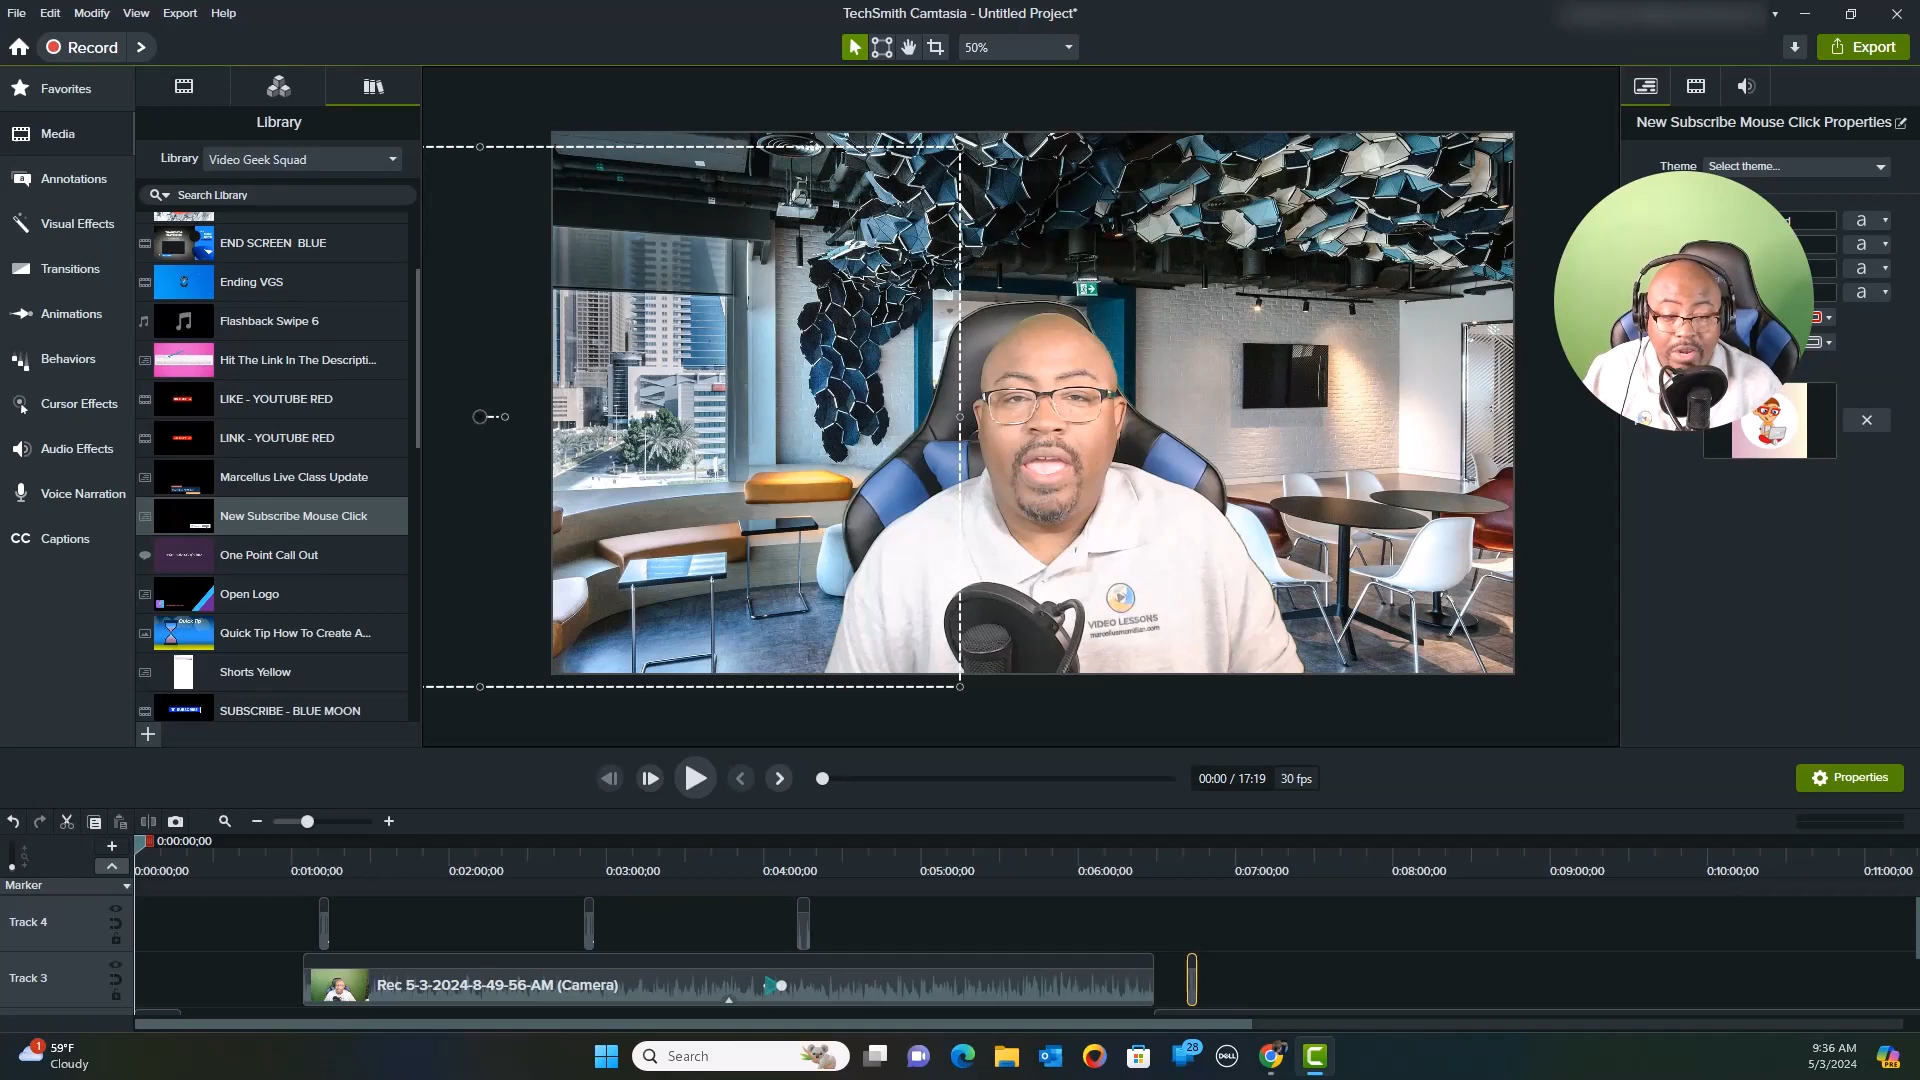 File Edit Modify View Export Help
TechSmith Camtasia - Untitled Project*
Record
50%
Export
Favorites
Media
Annotations
Visual Effects
Transitions
Animations
Behaviors
Cursor Effects
Audio Effects
Voice Narration
CC Captions
Library
Library Video Geek Squad
Search Library
END SCREEN BLUE
Ending VGS
Flashback Swipe 6
Hit The Link In The Descripti...
LIKE - YOUTUBE RED
LINK - YOUTUBE RED
Marcellus Live Class Update
New Subscribe Mouse Click
One Point Call Out
Open Logo
Quick Tip How To Create A...
Shorts Yellow
SUBSCRIBE - BLUE MOON
VIDEO LESSONS
marcellusmcmillian.com
New Subscribe Mouse Click Properties
Theme Select theme...
a
a
a
a
00:00 / 17:19 30 fps
Properties
0:00:00;00
0:00:00;00 0:01:00;00 0:02:00;00 0:03:00;00 0:04:00;00 0:05:00;00 0:06:00;00 0:07:00;00 0:08:00;00 0:09:00;00 0:10:00;00 0:11:00;00
Marker
Track 4
Track 3
Rec 5-3-2024-8-49-56-AM (Camera)
1
59°F
Cloudy
Search
28
DELL
9:36 AM
5/3/2024
PRE